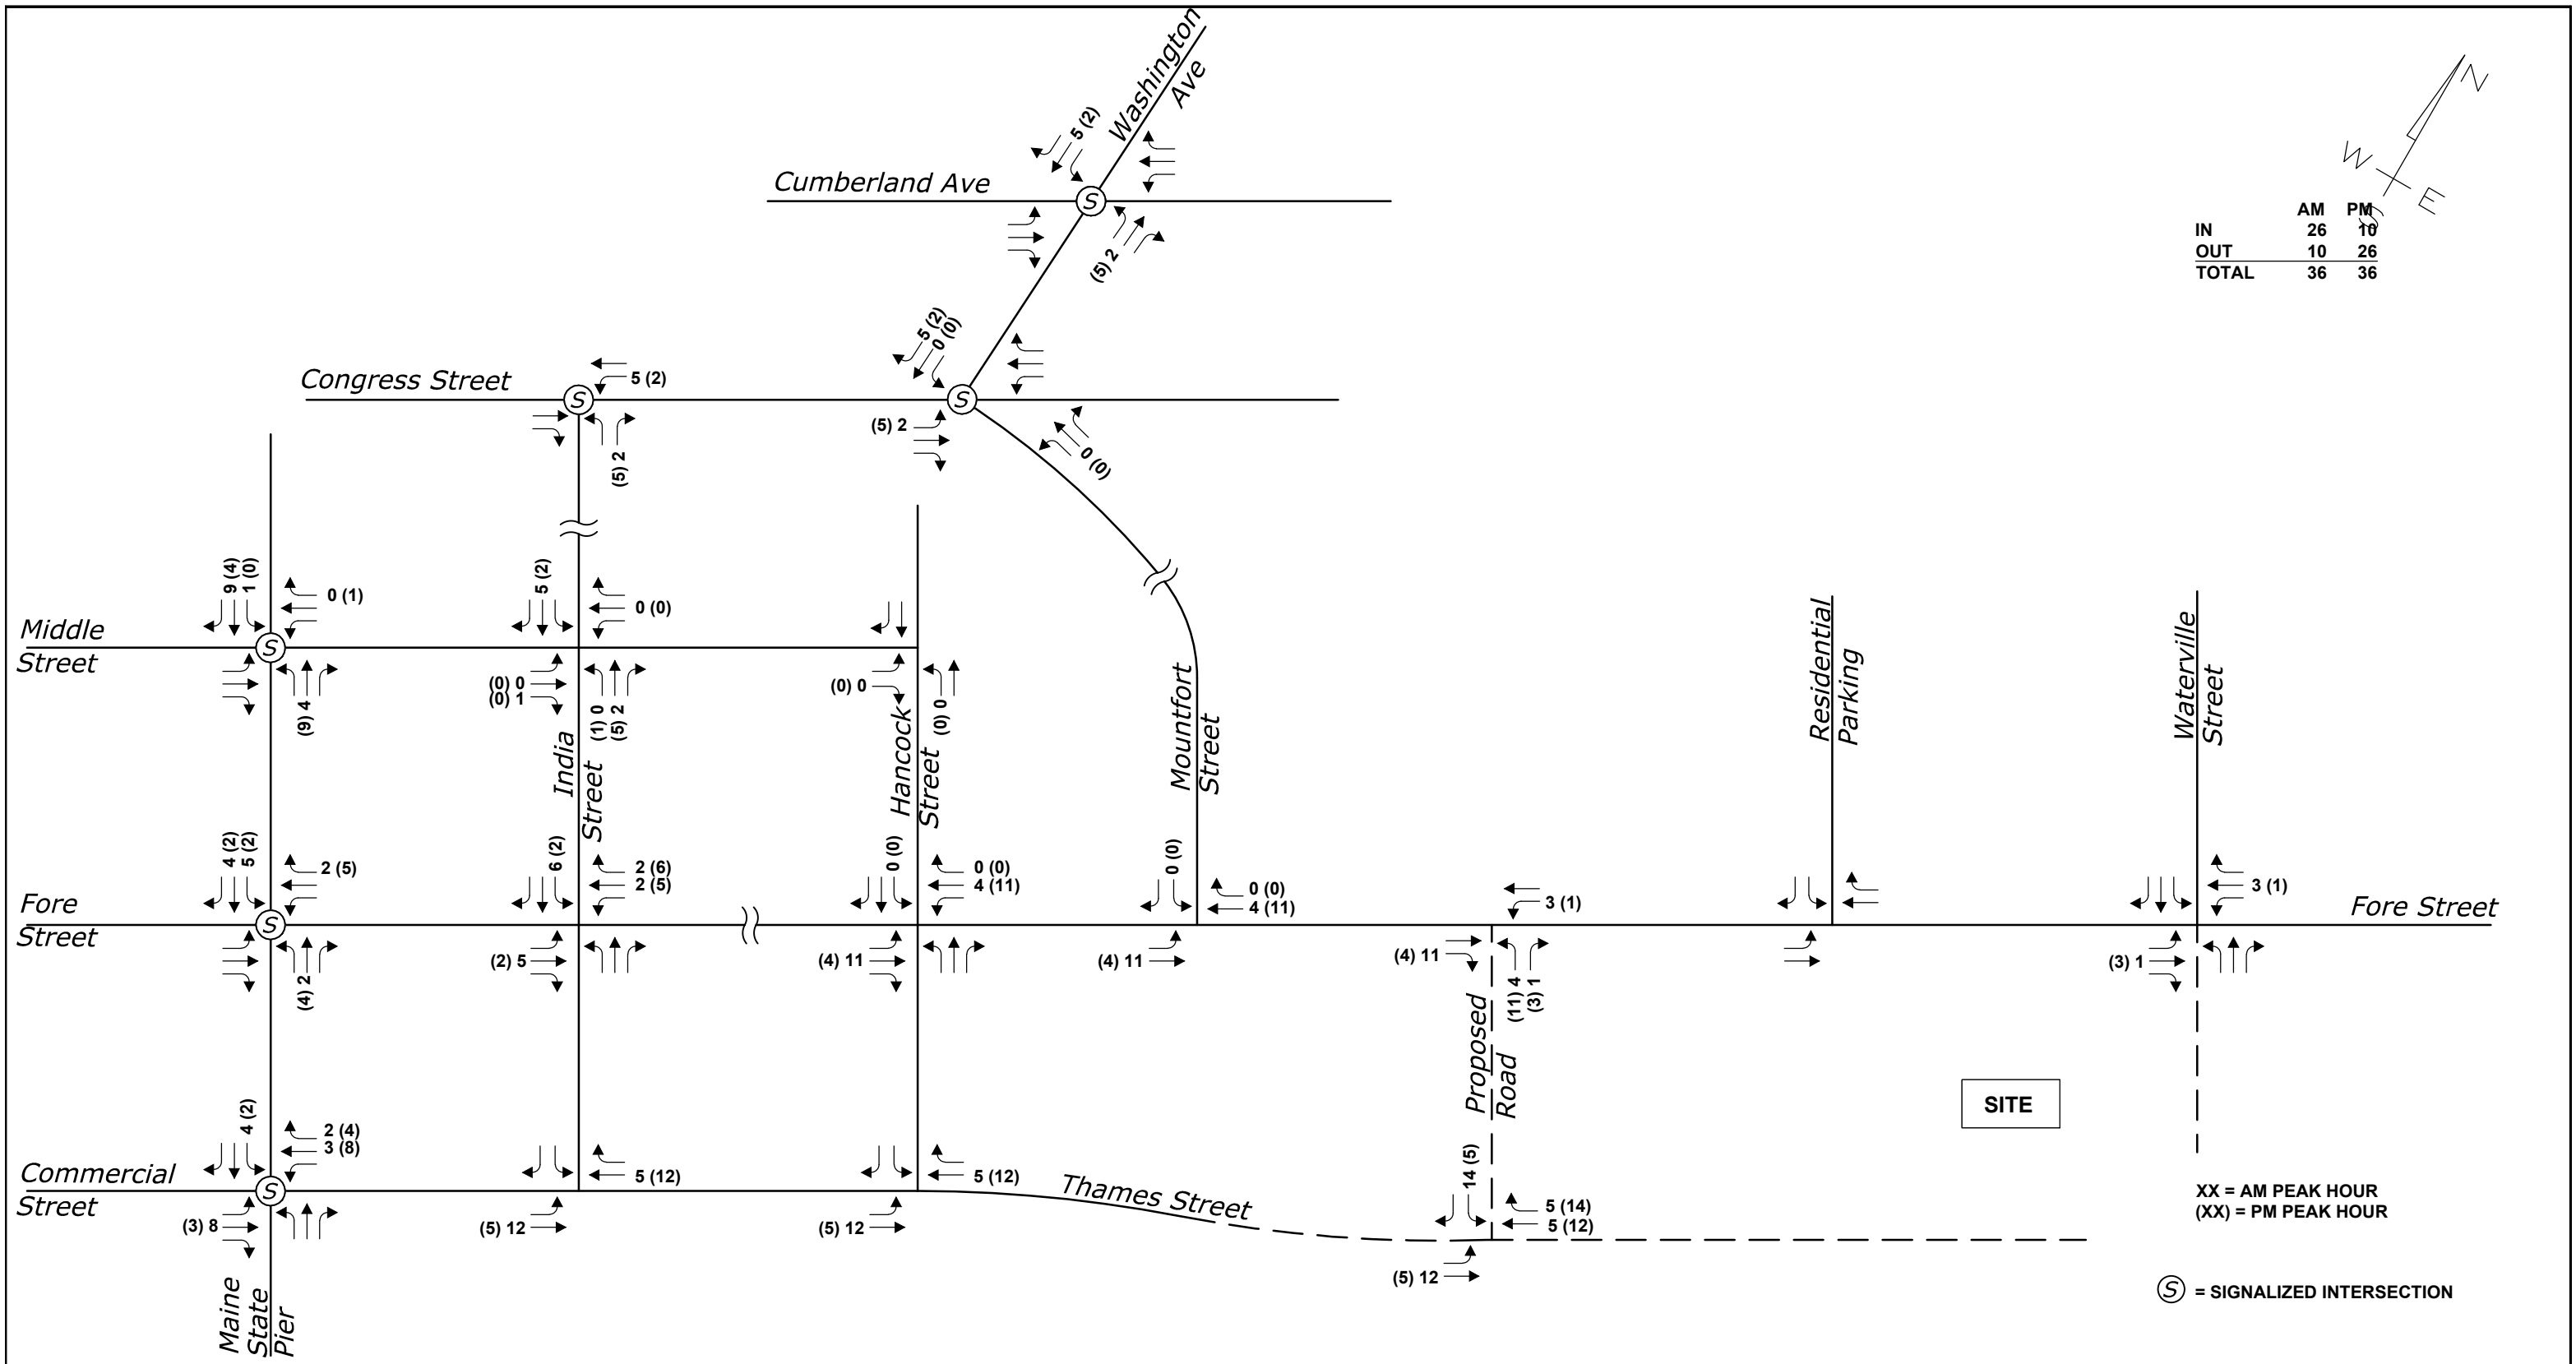 Washington
Ave
5 (2)
Cumberland Ave
S
(5) 2
N
W
E
S
AM PM
IN 26 10
OUT 10 26
TOTAL 36 36
5 (2)
0 (0)
Congress Street
5 (2)
S
S
(5) 2
(5) 2
0 (0)
9 (4)
1 (0)
0 (1)
5 (2)
0 (0)
Middle
Street
S
(9) 4
(0) 0
(0) 1
(1) 0
(5) 2
(0) 0
(0) 0
India
Street
Hancock
Street
Mountfort
Street
Residential
Parking
Waterville
Street
4 (2)
5 (2)
2 (5)
6 (2)
2 (6)
2 (5)
0 (0)
0 (0)
4 (11)
0 (0)
0 (0)
4 (11)
3 (1)
3 (1)
Fore
Street
S
Fore Street
(4) 2
(2) 5
(4) 11
(4) 11
(4) 11
(11) 4
(3) 1
(3) 1
Proposed
Road
SITE
4 (2)
2 (4)
3 (8)
Commercial
Street
S
5 (12)
5 (12)
Thames Street
14 (5)
5 (14)
5 (12)
(3) 8
(5) 12
(5) 12
(5) 12
Maine
State
Pier
XX = AM PEAK HOUR
(XX) = PM PEAK HOUR
S = SIGNALIZED INTERSECTION